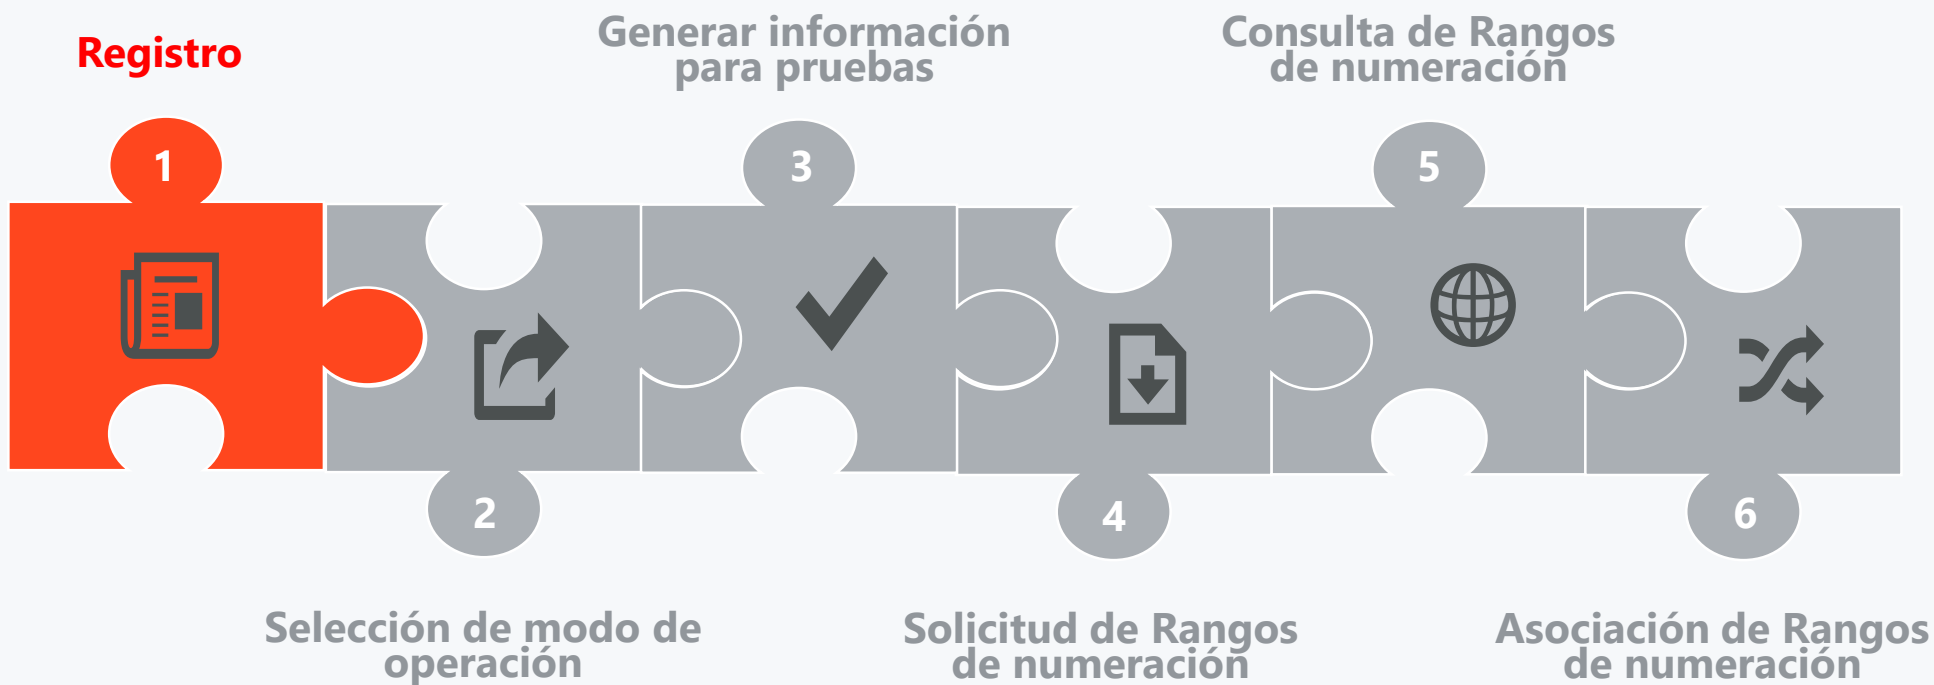 Registro
1
Selección de modo de
operación
2
Generar información
para pruebas
3
Solicitud de Rangos
de numeración
4
Consulta de Rangos
de numeración
5
Asociación de Rangos
de numeración
6